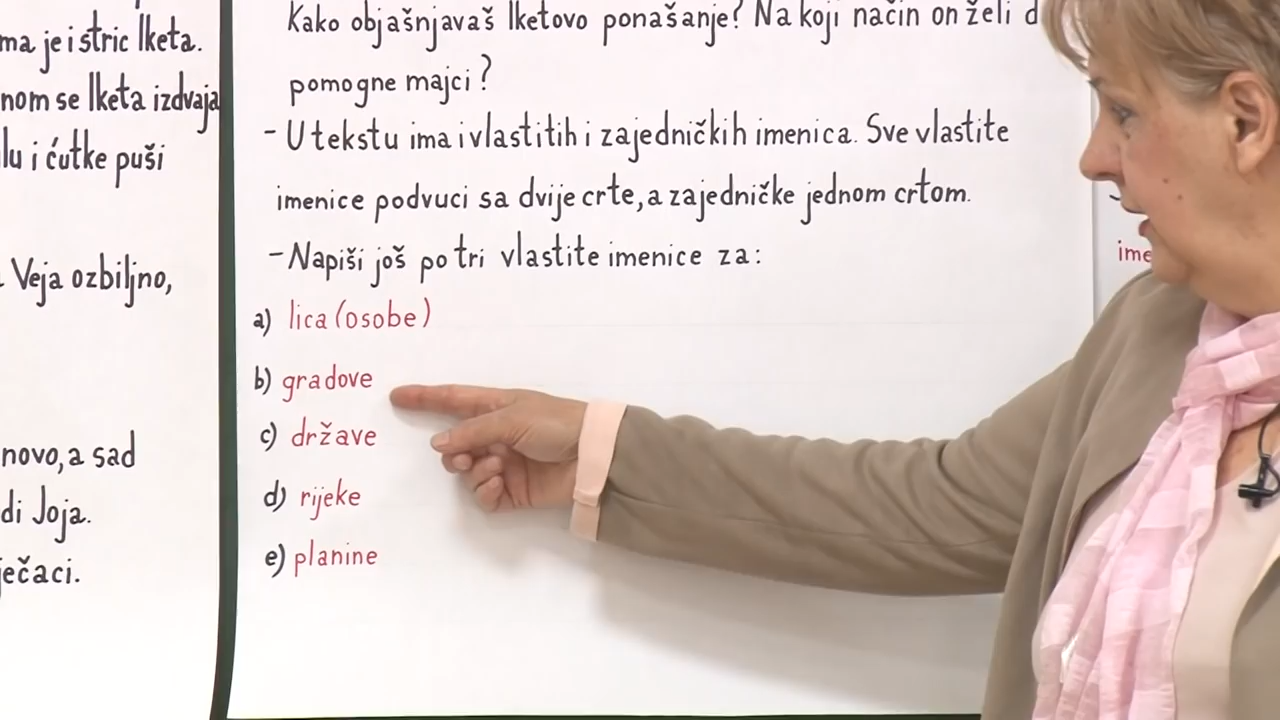 ma je i stric Iketa.
nom se Iketa izdvaja
lu i ćutke puši
Veja ozbiljno,
novo, a sad
di Joja.
ječaci.
Kako objašnjavaš Iketovo ponašanje? Na koji način on želi d
pomogne majci?
- U tekstu ima i vlastitih i zajedničkih imenica. Sve vlastite
imenice podvuci sa dvije crte, a zajedničke jednom crtom.
- Napiši još po tri vlastite imenice za:
a) lica (osobe)
b) gradove
c) države
d) rijeke
e) planine
ime